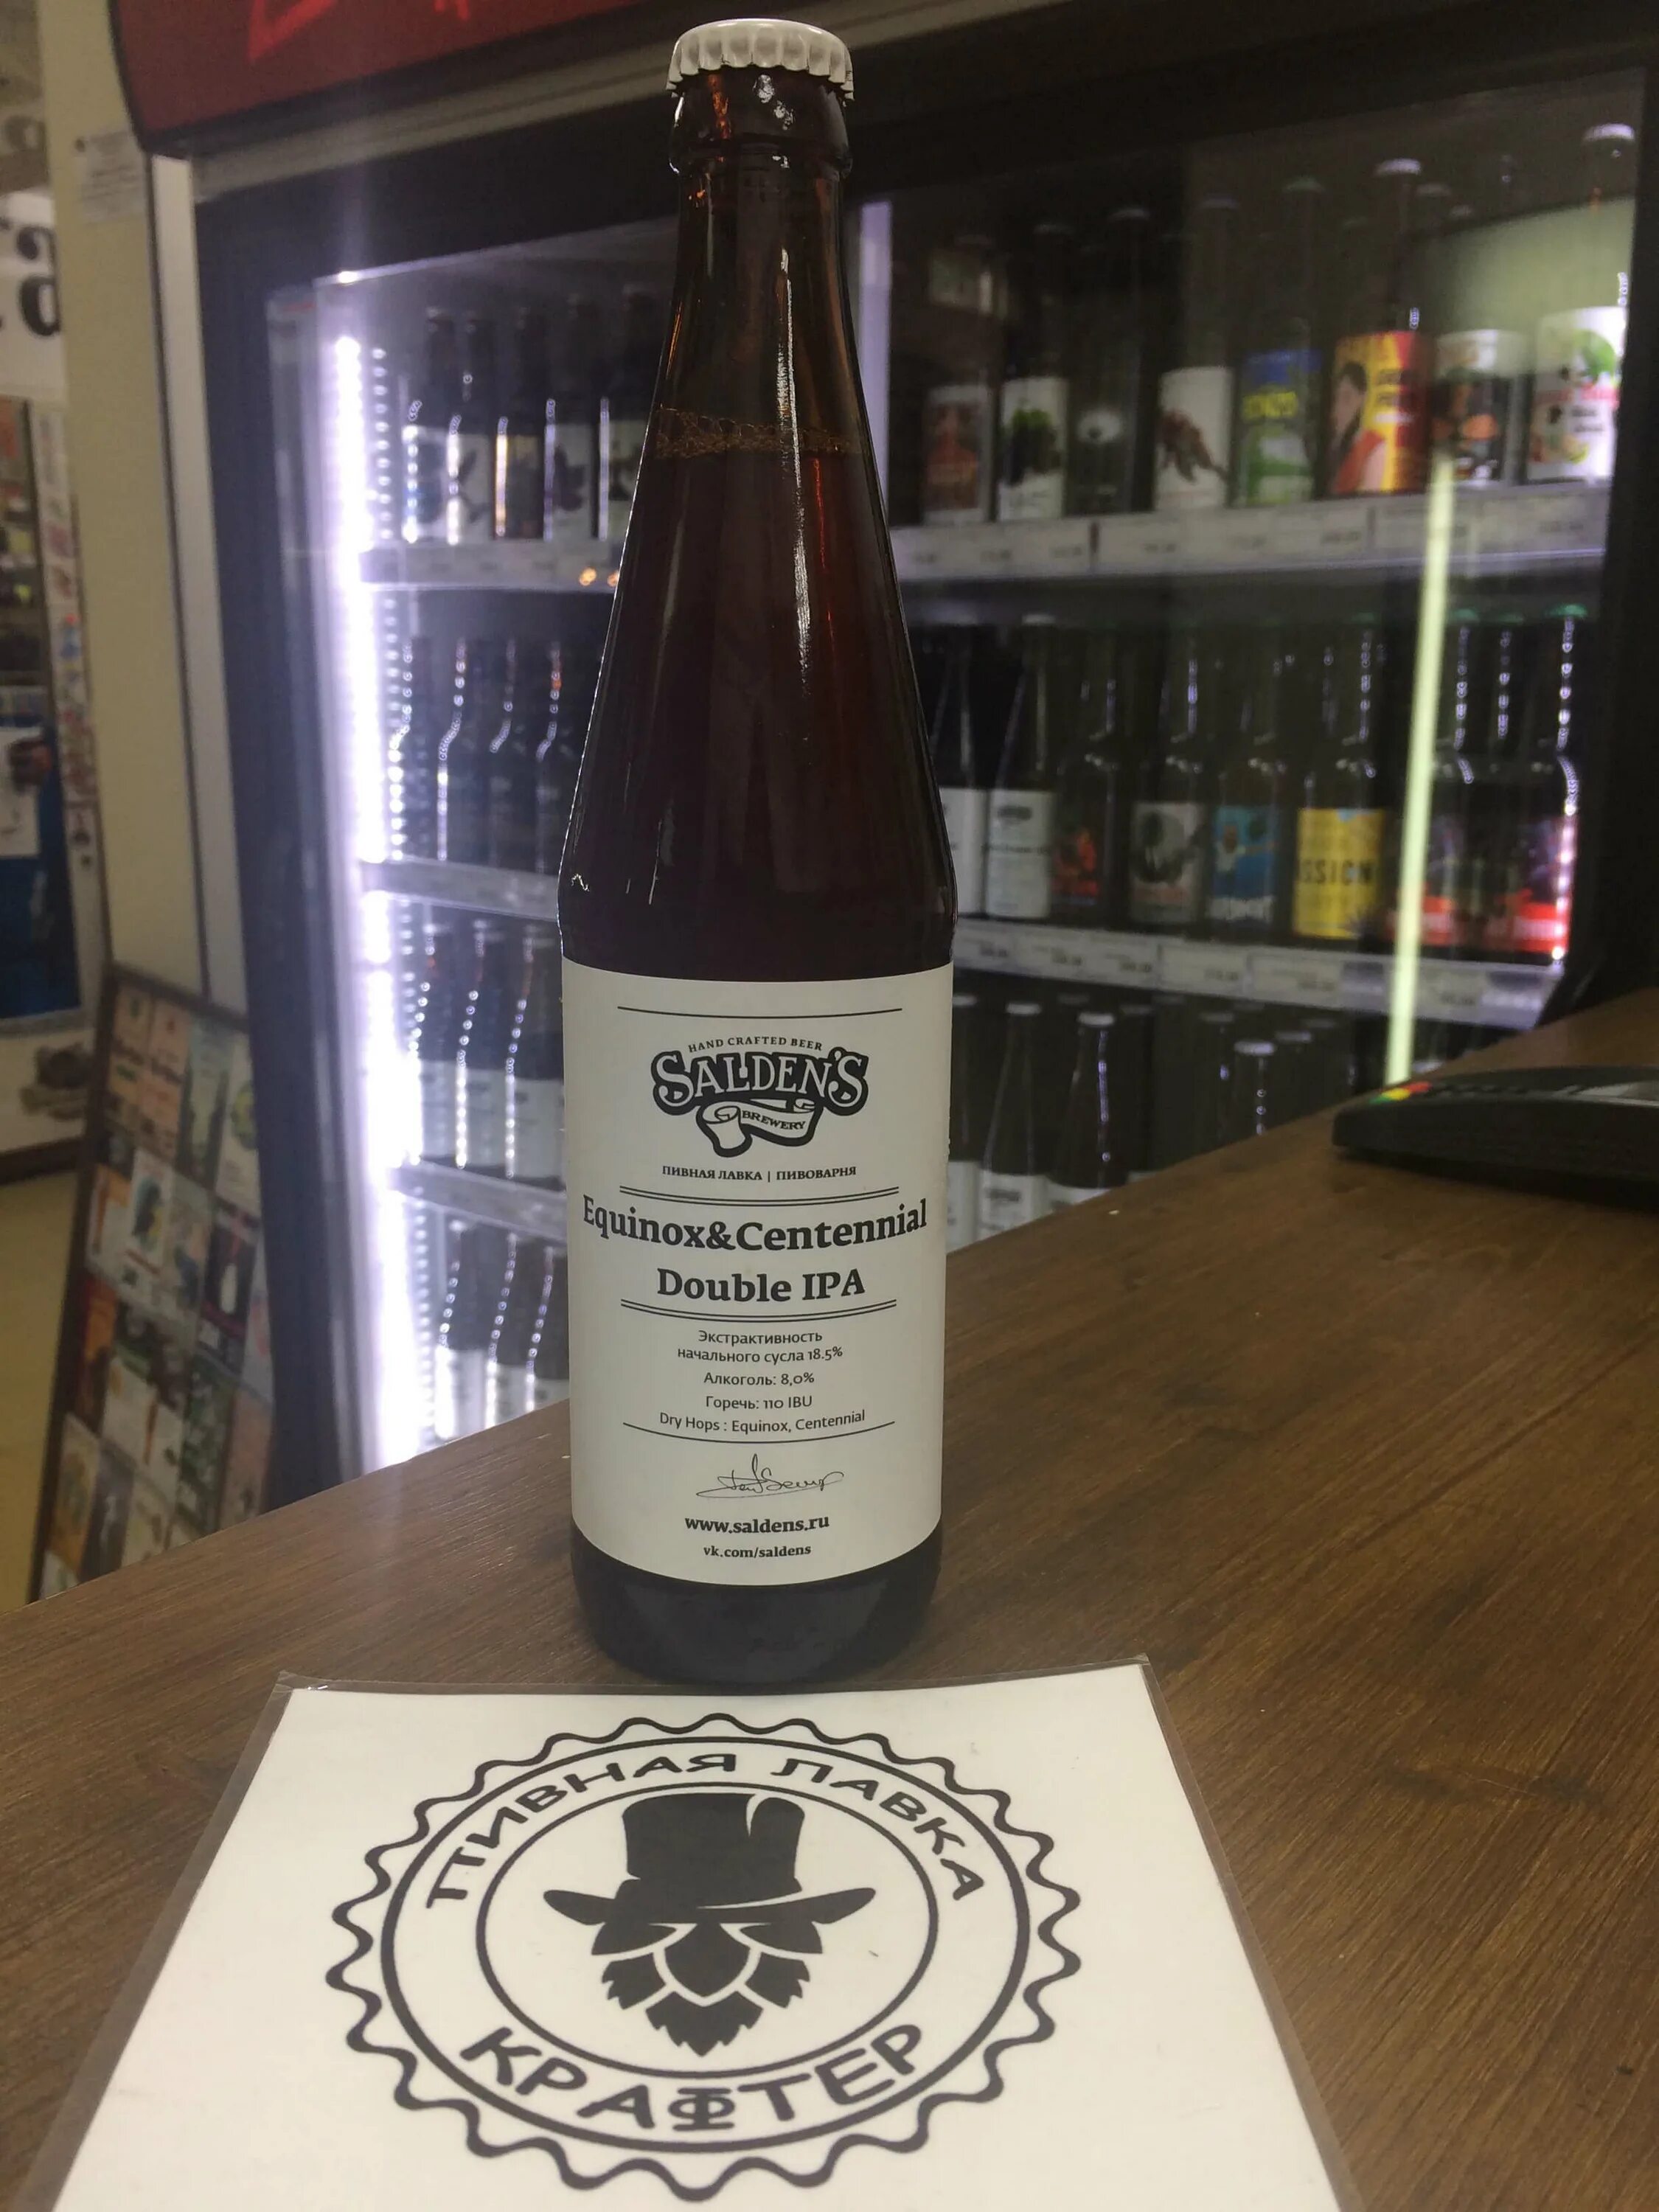 HAND CRAFTED BEER
SALDEN'S
BREWERY
ПИВНАЯ ЛАВКА | ПИВОВАРНЯ
Equinox&Centennial
Double IPA
Экстрактивность
начального сусла 18.5%
Алкоголь: 8,0%
Горечь: 110 IBU
Dry Hops : Equinox, Centennial
www.saldens.ru
vk.com/saldens
ПИВНАЯ ЛАВКА
КРАФТЕР
SSION